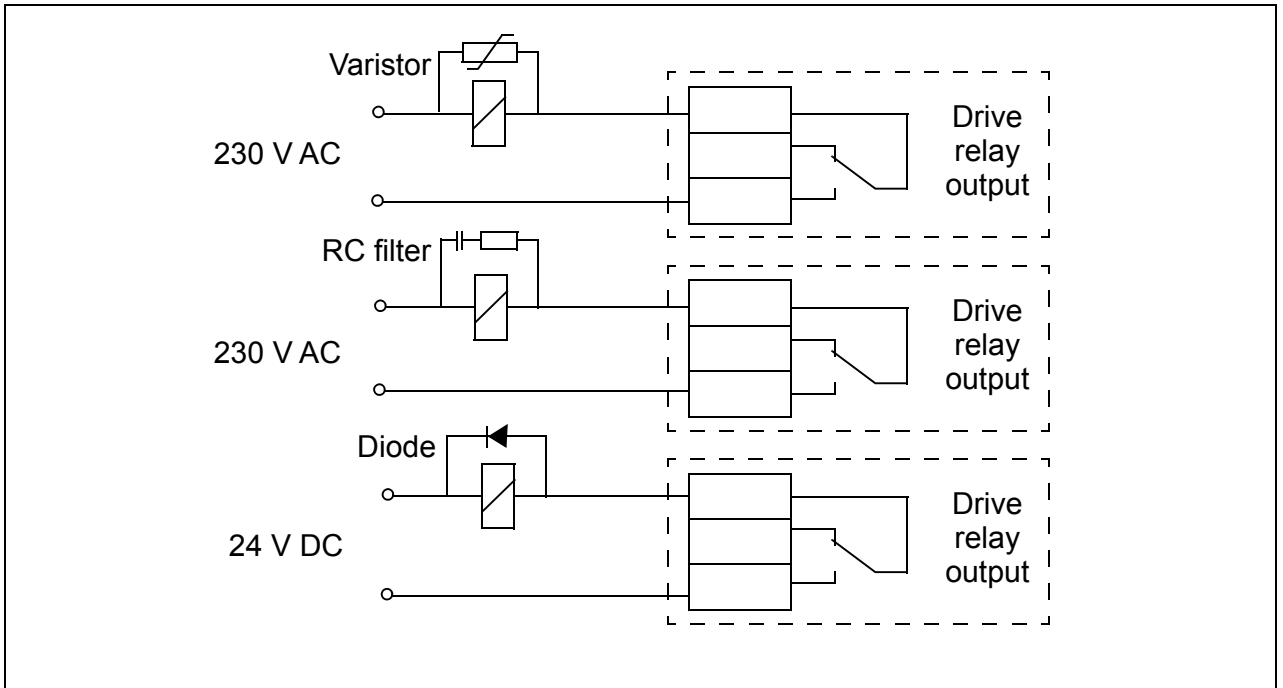 Varistor
230 V AC
Drive
relay
output
RC filter
230 V AC
Drive
relay
output
Diode
24 V DC
Drive
relay
output